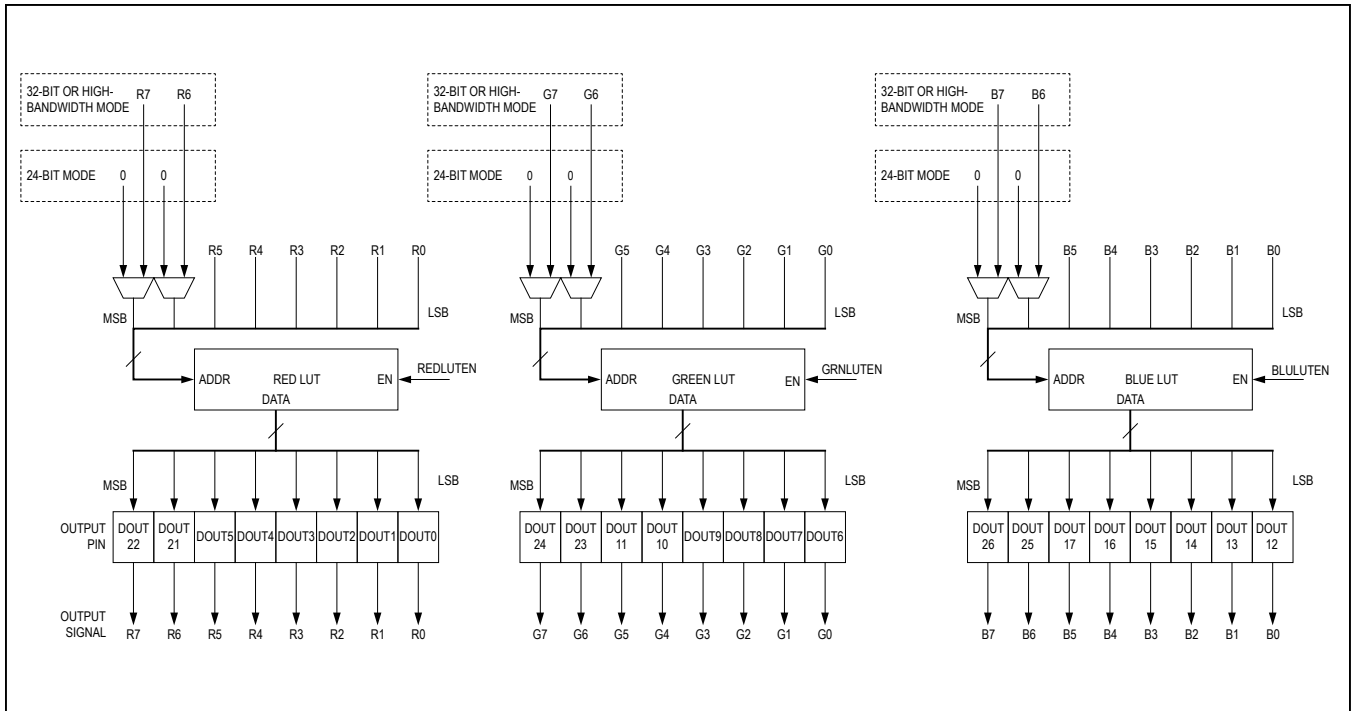 32-BIT OR HIGH-
BANDWIDTH MODE
R7 R6
24-BIT MODE 0 0
R5 R4 R3 R2 R1 R0
MSB LSB
ADDR RED LUT EN REDLUTEN
DATA
MSB LSB
OUTPUT
PIN
DOUT
22
DOUT
21
DOUT5 DOUT4 DOUT3 DOUT2 DOUT1 DOUT0
OUTPUT
SIGNAL
R7 R6 R5 R4 R3 R2 R1 R0
32-BIT OR HIGH-
BANDWIDTH MODE
G7 G6
24-BIT MODE 0 0
G5 G4 G3 G2 G1 G0
MSB LSB
ADDR GREEN LUT EN GRNLUTEN
DATA
MSB LSB
DOUT
24
DOUT
23
DOUT
11
DOUT
10
DOUT9 DOUT8 DOUT7 DOUT6
G7 G6 G5 G4 G3 G2 G1 G0
32-BIT OR HIGH-
BANDWIDTH MODE
B7 B6
24-BIT MODE 0 0
B5 B4 B3 B2 B1 B0
MSB LSB
ADDR BLUE LUT EN BLULUTEN
DATA
MSB LSB
DOUT
26
DOUT
25
DOUT
17
DOUT
16
DOUT
15
DOUT
14
DOUT
13
DOUT
12
B7 B6 B5 B4 B3 B2 B1 B0